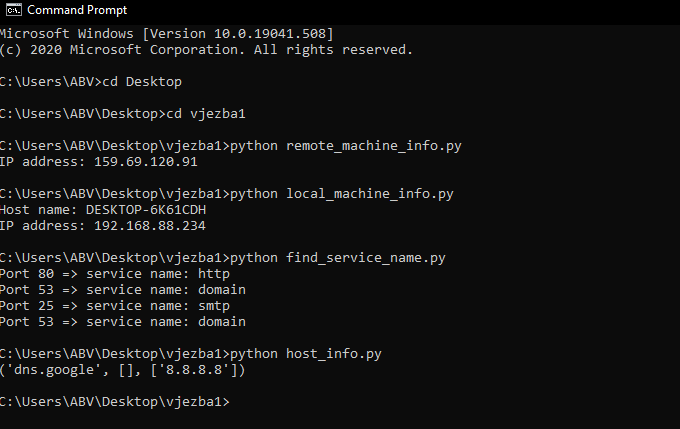 Command Prompt
Microsoft Windows [Version 10.0.19041.508]
(c) 2020 Microsoft Corporation. All rights reserved.
C:\Users\ABV>cd Desktop
C:\Users\ABV\Desktop>cd vjezba1
C:\Users\ABV\Desktop\vjezba1>python remote_machine_info.py
IP address: 159.69.120.91
C:\Users\ABV\Desktop\vjezba1>python local_machine_info.py
Host name: DESKTOP-6K61CDH
IP address: 192.168.88.234
C:\Users\ABV\Desktop\vjezba1>python find_service_name.py
Port 80 => service name: http
Port 53 => service name: domain
Port 25 => service name: smtp
Port 53 => service name: domain
C:\Users\ABV\Desktop\vjezba1>python host_info.py
('dns.google', [], ['8.8.8.8'])
C:\Users\ABV\Desktop\vjezba1>